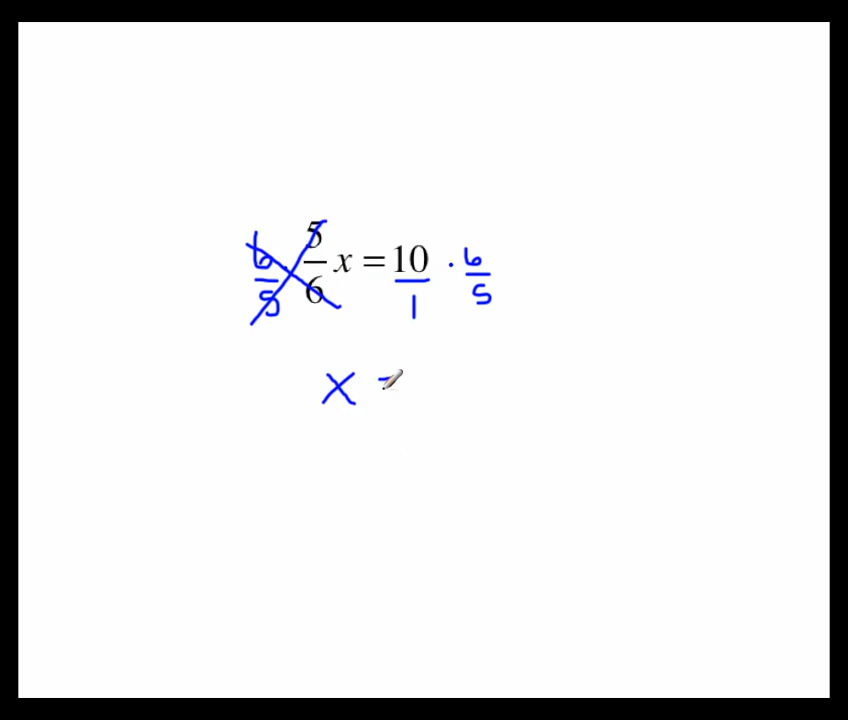 6/5 5/6 x = 10/1 · 6/5
x =